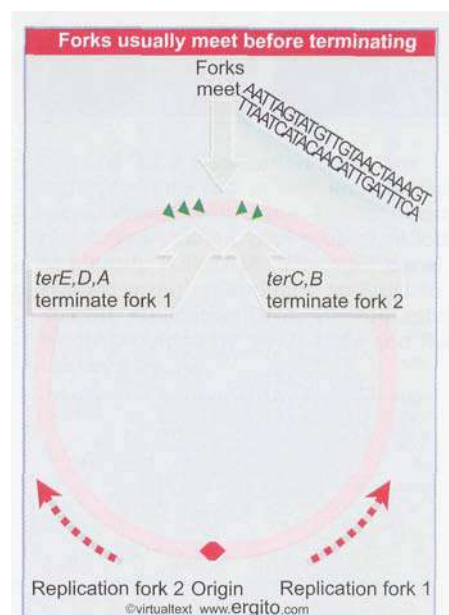 Forks usually meet before terminating
Forks
meet
AATTAGTATGTTGTAACTAAAGT
TTAATCATACAACATTGATTTCA
terE,D,A
terminate fork 1
terC,B
terminate fork 2
Replication fork 2 Origin Replication fork 1
©virtualtext www.ergito.com